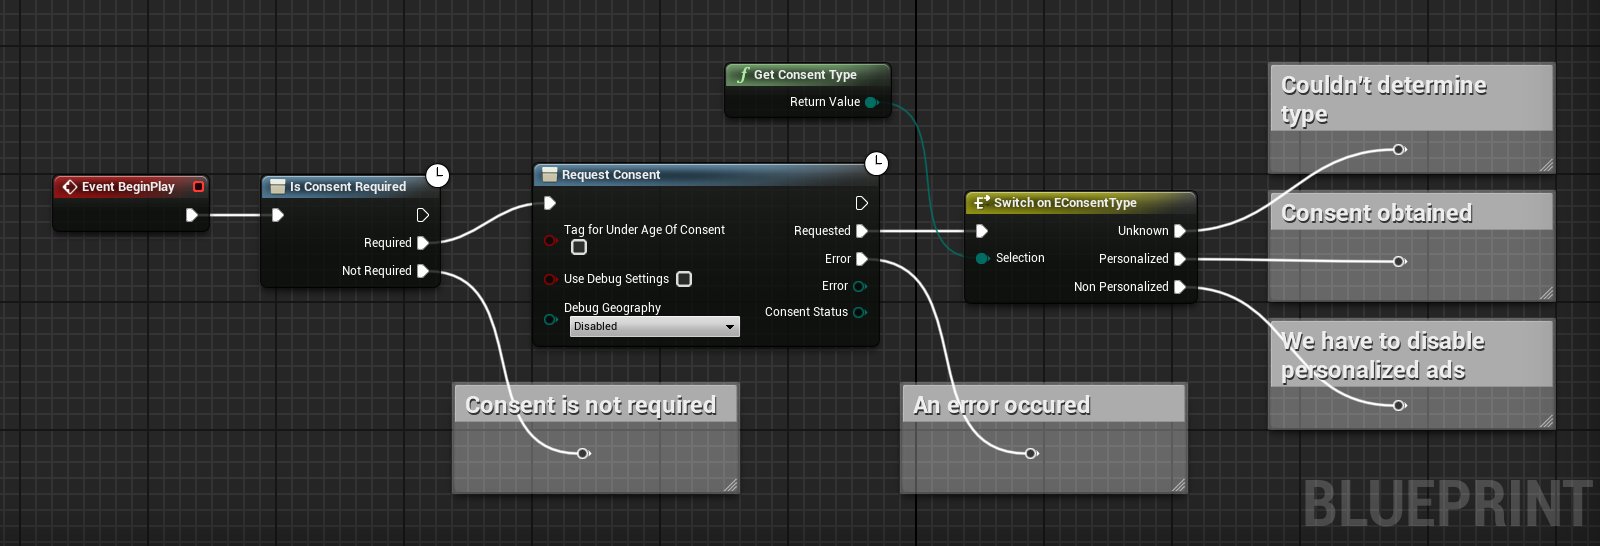 Get Consent Type
Return Value
Event BeginPlay
Is Consent Required
Required
Not Required
Request Consent
Tag for Under Age Of Consent
Use Debug Settings
Debug Geography
Disabled
Requested
Error
Error
Consent Status
Switch on EConsentType
Selection
Unknown
Personalized
Non Personalized
Couldn't determine
type
Consent obtained
We have to disable
personalized ads
Consent is not required
An error occured
BLUEPRINT